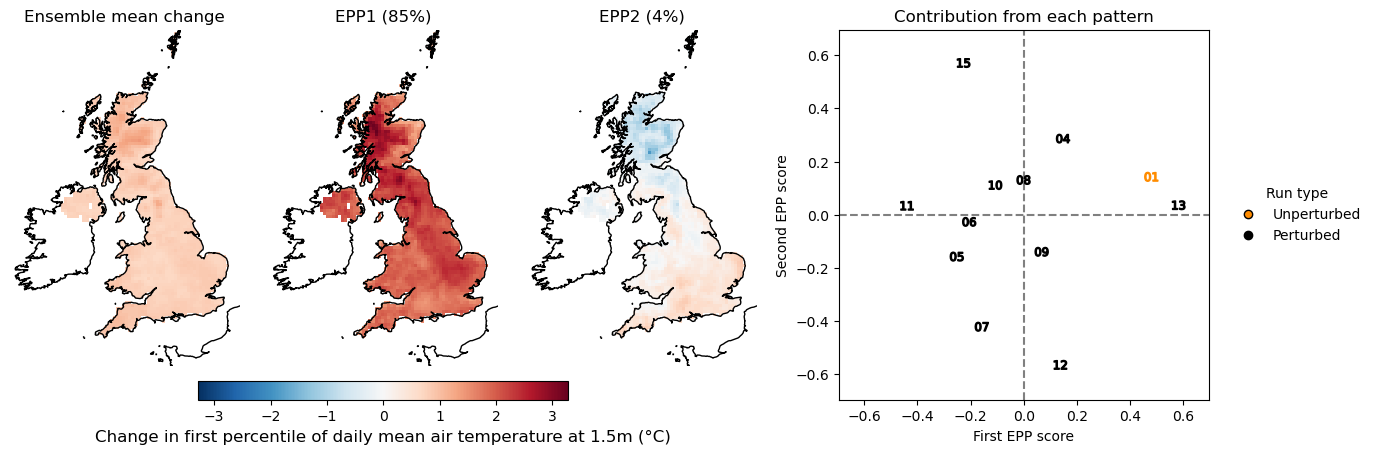 Ensemble mean change
EPP1 (85%)
EPP2 (4%)
−3 −2 −1 0 1 2 3
Change in first percentile of daily mean air temperature at 1.5m (°C)
Contribution from each pattern
Second EPP score
0.6
0.4
0.2
0.0
−0.2
−0.4
−0.6
15
04
01
08
10
11
13
06
09
05
07
12
−0.6 −0.4 −0.2 0.0 0.2 0.4 0.6
First EPP score
Run type
Unperturbed
Perturbed